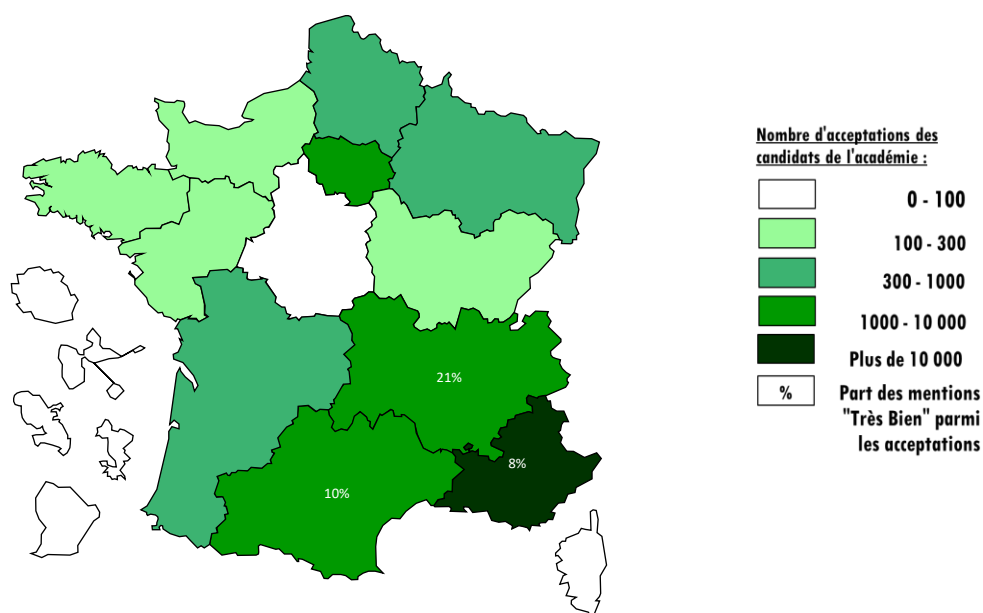 Nombre d'acceptations des
candidats de l'académie :
0 - 100
100 - 300
300 - 1000
1000 - 10 000
Plus de 10 000
% Part des mentions
"Très Bien" parmi
les acceptations
21%
8%
10%